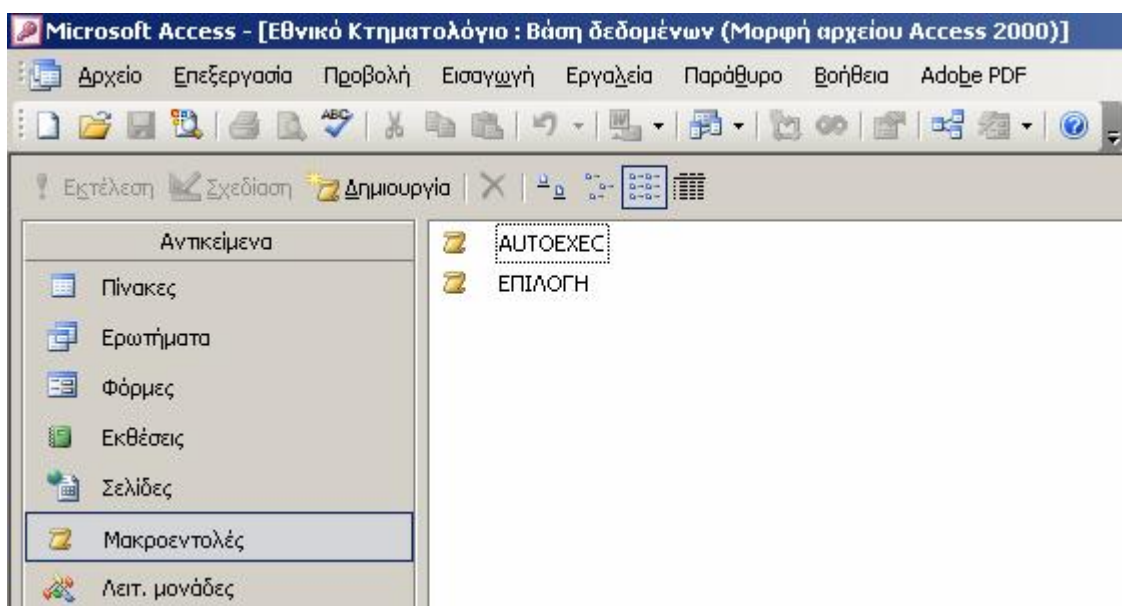 Microsoft Access - [Εθνικό Κτηματολόγιο : Βάση δεδομένων (Μορφή αρχείου Access 2000)]
Αρχείο Επεξεργασία Προβολή Εισαγωγή Εργαλεία Παράθυρο Βοήθεια Adobe PDF
ABC
Εκτέλεση Σχεδίαση Δημιουργία
Αντικείμενα
Πίνακες
Ερωτήματα
Φόρμες
Εκθέσεις
Σελίδες
Μακροεντολές
Λειτ. μονάδες
AUTOEXEC
ΕΠΙΛΟΓΗ